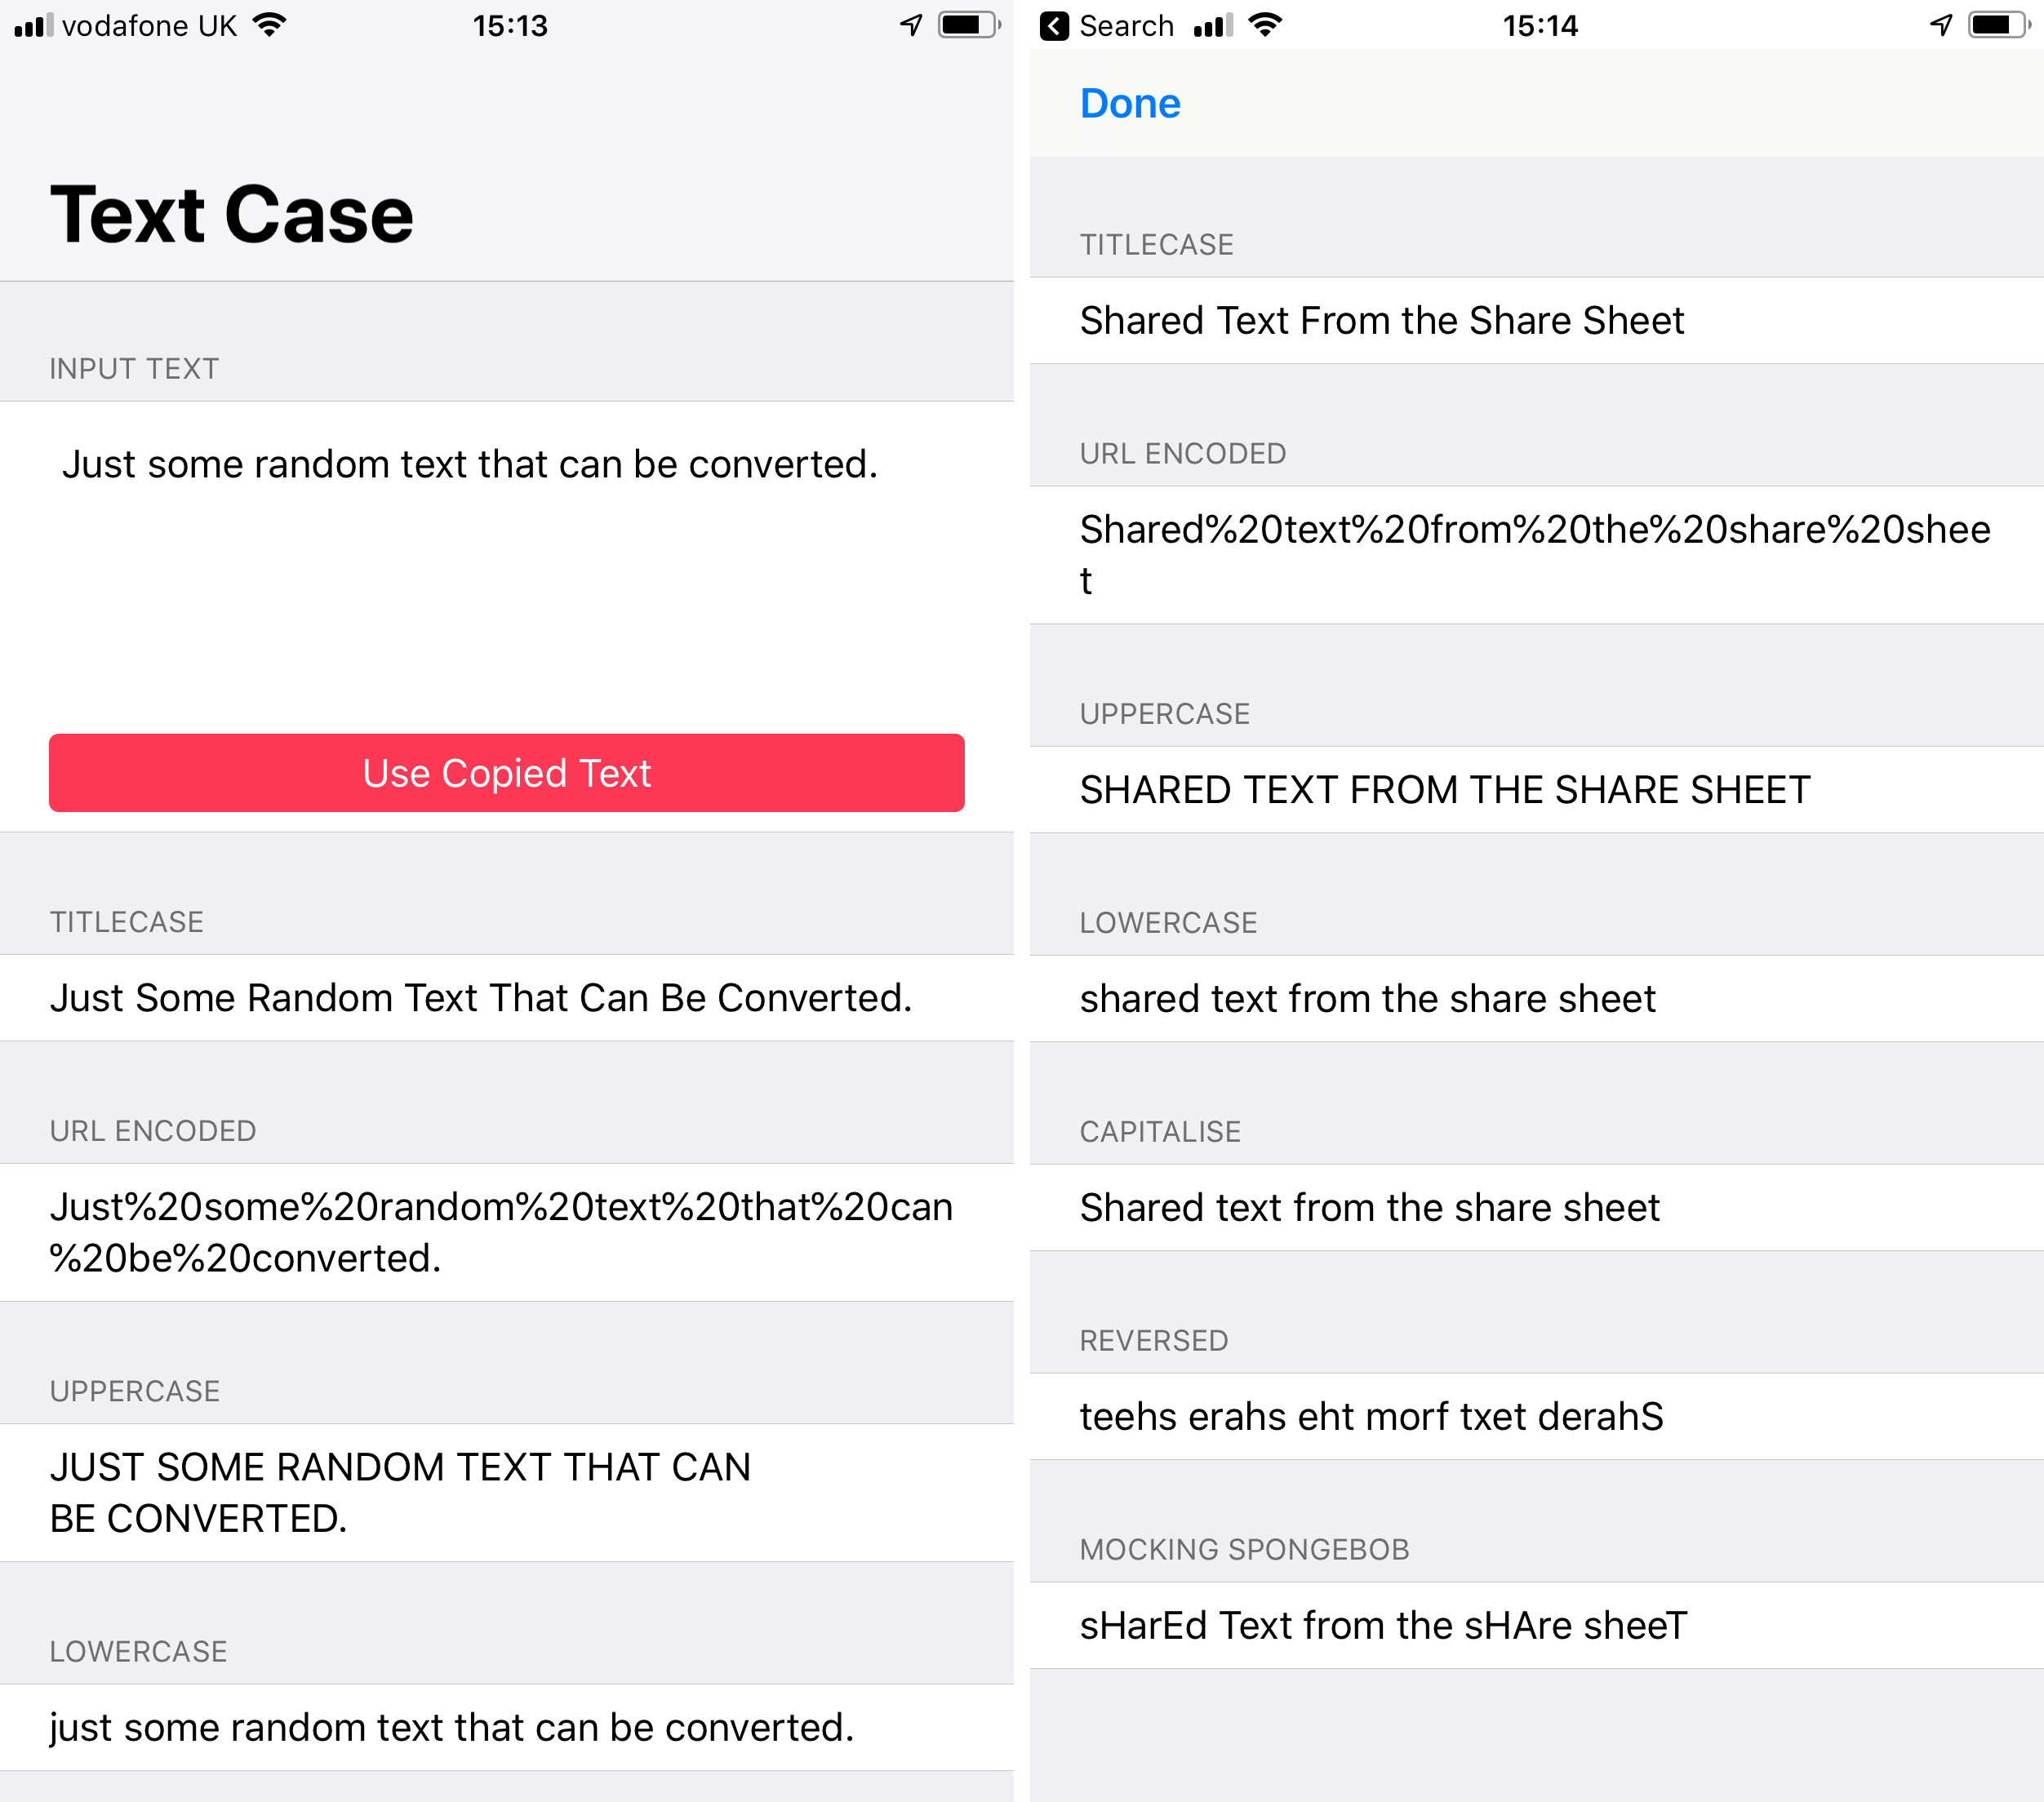 vodafone UK 15:13
Text Case
INPUT TEXT
Just some random text that can be converted.
Use Copied Text
TITLECASE
Just Some Random Text That Can Be Converted.
URL ENCODED
Just%20some%20random%20text%20that%20can
%20be%20converted.
UPPERCASE
JUST SOME RANDOM TEXT THAT CAN
BE CONVERTED.
LOWERCASE
just some random text that can be converted.
Search 15:14
Done
TITLECASE
Shared Text From the Share Sheet
URL ENCODED
Shared%20text%20from%20the%20share%20shee
t
UPPERCASE
SHARED TEXT FROM THE SHARE SHEET
LOWERCASE
shared text from the share sheet
CAPITALISE
Shared text from the share sheet
REVERSED
teehs erahs eht morf txet derahS
MOCKING SPONGEBOB
sHarEd Text from the sHAre sheeT